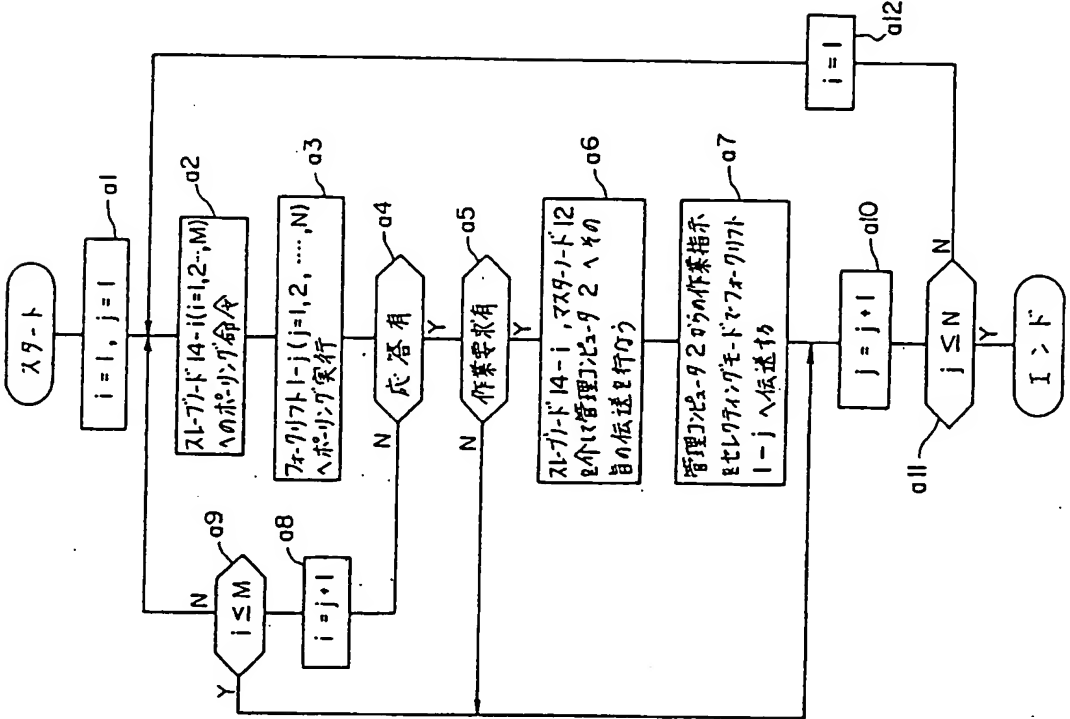 スタート
i = 1 , j = 1
a1
スレーブノード 14-i (i=1,2…,M)
へのポーリング命令
a2
フォークリフト 1-j (j=1, 2, ……, N)
へポーリング実行
a3
応答有
a4
Y
N
作業要求有
a5
Y
N
スレーブノード 14-i , マスターノード 12
を介して管理コンピュータ 2 へその
旨の伝送を行なう
a6
管理コンピュータ 2 からの作業指示
をセレクティングモードでフォークリフト
1-j へ伝送する
a7
i = j + 1
a8
i ≤ M
a9
N
Y
j = j + 1
a10
j ≤ N
a11
N
Y
i = 1
a12
エンド